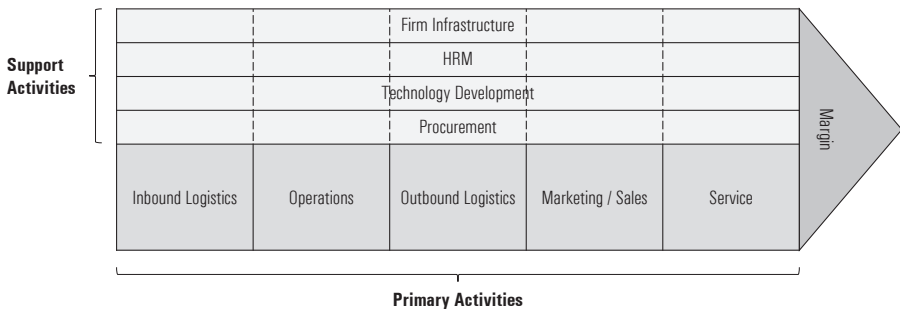 Firm Infrastructure
HRM
Technology Development
Procurement
Support
Activities
Inbound Logistics
Operations
Outbound Logistics
Marketing / Sales
Service
Margin
Primary Activities